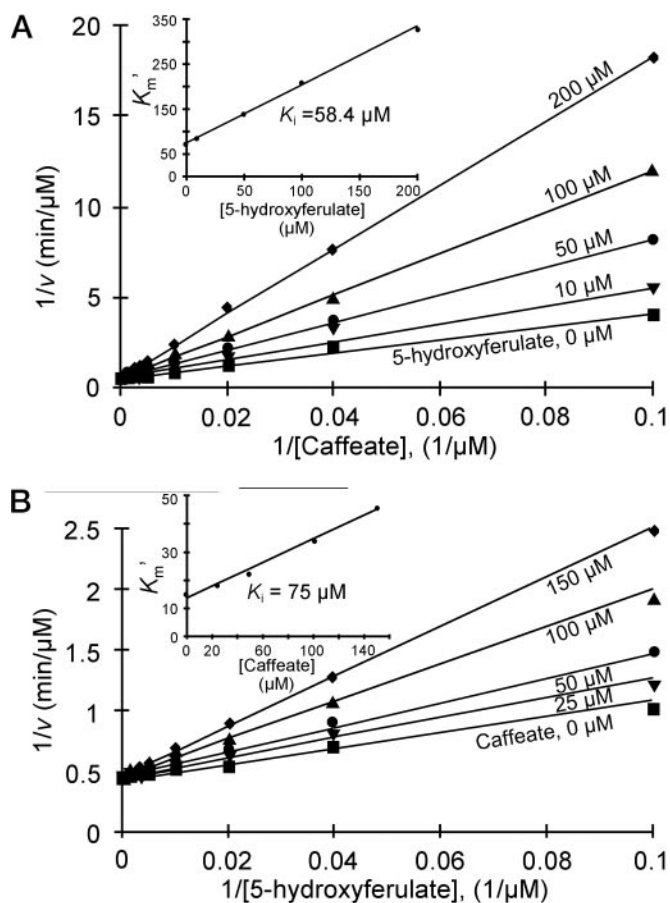 A
20
15
10
5
0
1/v (min/μM)
350
250
150
50
Km'
Ki =58.4 μM
0
50
100
200
[5-hydroxyferulate]
(μM)
200 μM
100 μM
50 μM
10 μM
5-hydroxyferulate, 0 μM
0
0.02
0.04
0.06
0.08
0.1
1/[Caffeate], (1/μM)
B
2.5
2
1.5
1
0.5
0
1/v (min/μM)
50
40
30
20
10
0
Km'
Ki = 75 μM
0
20
60
100
140
[Caffeate]
(μM)
150 μM
100 μM
50 μM
25 μM
Caffeate, 0 μM
0
0.02
0.04
0.06
0.08
0.1
1/[5-hydroxyferulate], (1/μM)